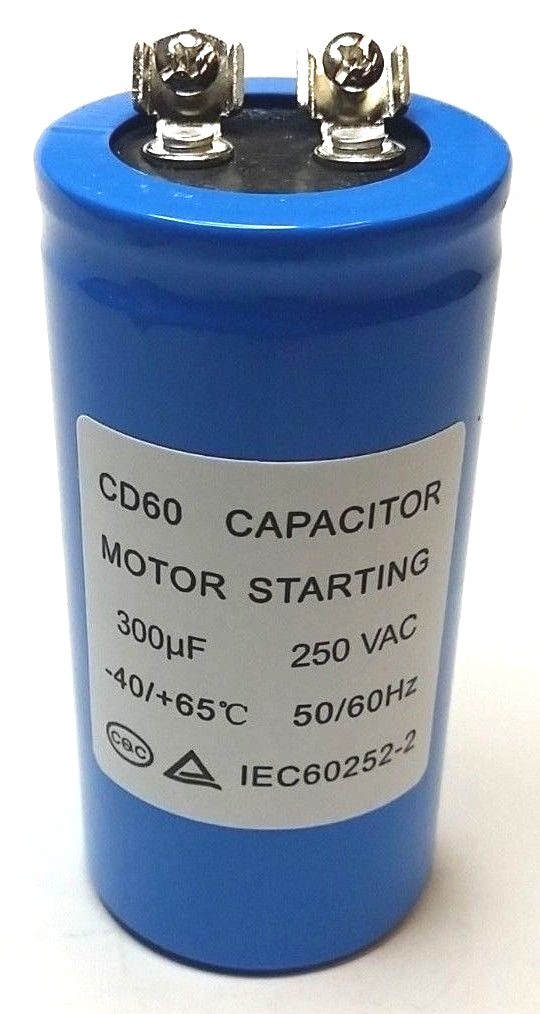 CD60 CAPACITOR
MOTOR STARTING
300µF 250 VAC
-40/+65℃ 50/60Hz
CQC IEC60252-2